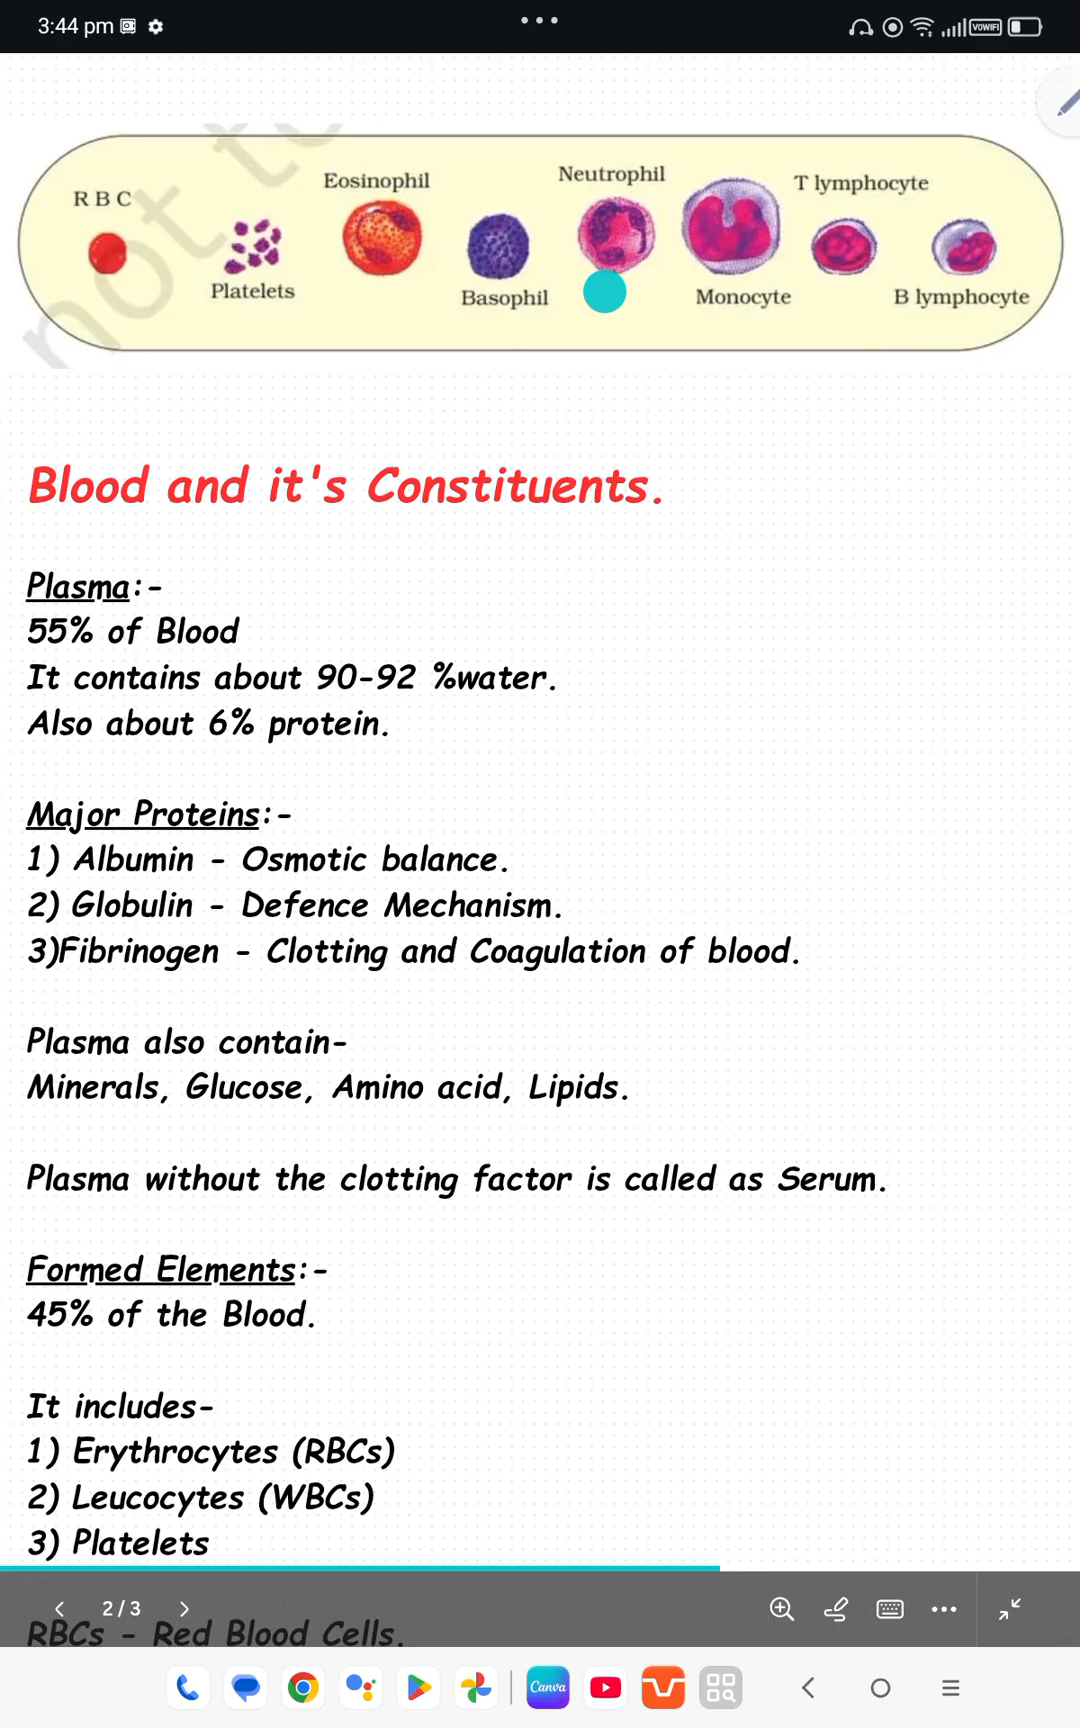 3:44 pm
VOWIFI
not to
R B C
Platelets
Eosinophil
Basophil
Neutrophil
Monocyte
T lymphocyte
B lymphocyte
Blood and it's Constituents.
Plasma:-
55% of Blood
It contains about 90-92 %water.
Also about 6% protein.
Major Proteins:-
1) Albumin - Osmotic balance.
2) Globulin - Defence Mechanism.
3)Fibrinogen - Clotting and Coagulation of blood.
Plasma also contain-
Minerals, Glucose, Amino acid, Lipids.
Plasma without the clotting factor is called as Serum.
Formed Elements:-
45% of the Blood.
It includes-
1) Erythrocytes (RBCs)
2) Leucocytes (WBCs)
3) Platelets
2/3
RBCs - Red Blood Cells.
Canva